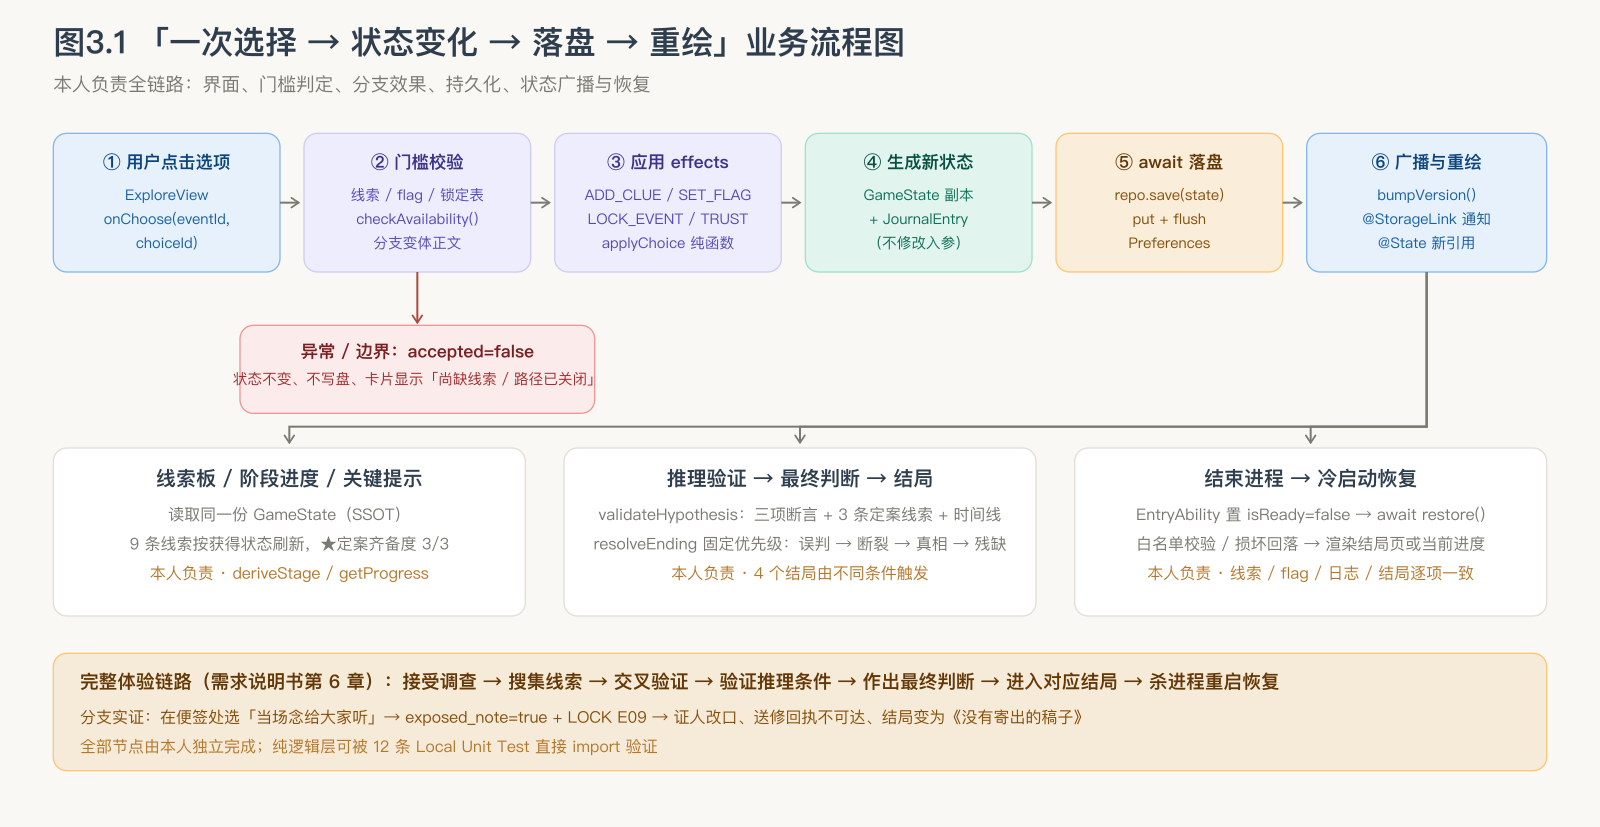 图3.1 「一次选择 → 状态变化 → 落盘 → 重绘」业务流程图
本人负责全链路：界面、门槛判定、分支效果、持久化、状态广播与恢复
① 用户点击选项
ExploreView
onChoose(eventId,
choiceId)
② 门槛校验
线索 / flag / 锁定表
checkAvailability()
分支变体正文
③ 应用 effects
ADD_CLUE / SET_FLAG
LOCK_EVENT / TRUST
applyChoice 纯函数
④ 生成新状态
GameState 副本
+ JournalEntry
（不修改入参）
⑤ await 落盘
repo.save(state)
put + flush
Preferences
⑥ 广播与重绘
bumpVersion()
@StorageLink 通知
@State 新引用
异常 / 边界：accepted=false
状态不变、不写盘、卡片显示「尚缺线索 / 路径已关闭」
线索板 / 阶段进度 / 关键提示
读取同一份 GameState（SSOT）
9 条线索按获得状态刷新，★定案齐备度 3/3
本人负责 · deriveStage / getProgress
推理验证 → 最终判断 → 结局
validateHypothesis：三项断言 + 3 条定案线索 + 时间线
resolveEnding 固定优先级：误判 → 断裂 → 真相 → 残缺
本人负责 · 4 个结局由不同条件触发
结束进程 → 冷启动恢复
EntryAbility 置 isReady=false → await restore()
白名单校验 / 损坏回落 → 渲染结局页或当前进度
本人负责 · 线索 / flag / 日志 / 结局逐项一致
完整体验链路（需求说明书第 6 章）：接受调查 → 搜集线索 → 交叉验证 → 验证推理条件 → 作出最终判断 → 进入对应结局 → 杀进程重启恢复
分支实证：在便签处选「当场念给大家听」→ exposed_note=true + LOCK E09 → 证人改口、送修回执不可达、结局变为《没有寄出的稿子》
全部节点由本人独立完成；纯逻辑层可被 12 条 Local Unit Test 直接 import 验证